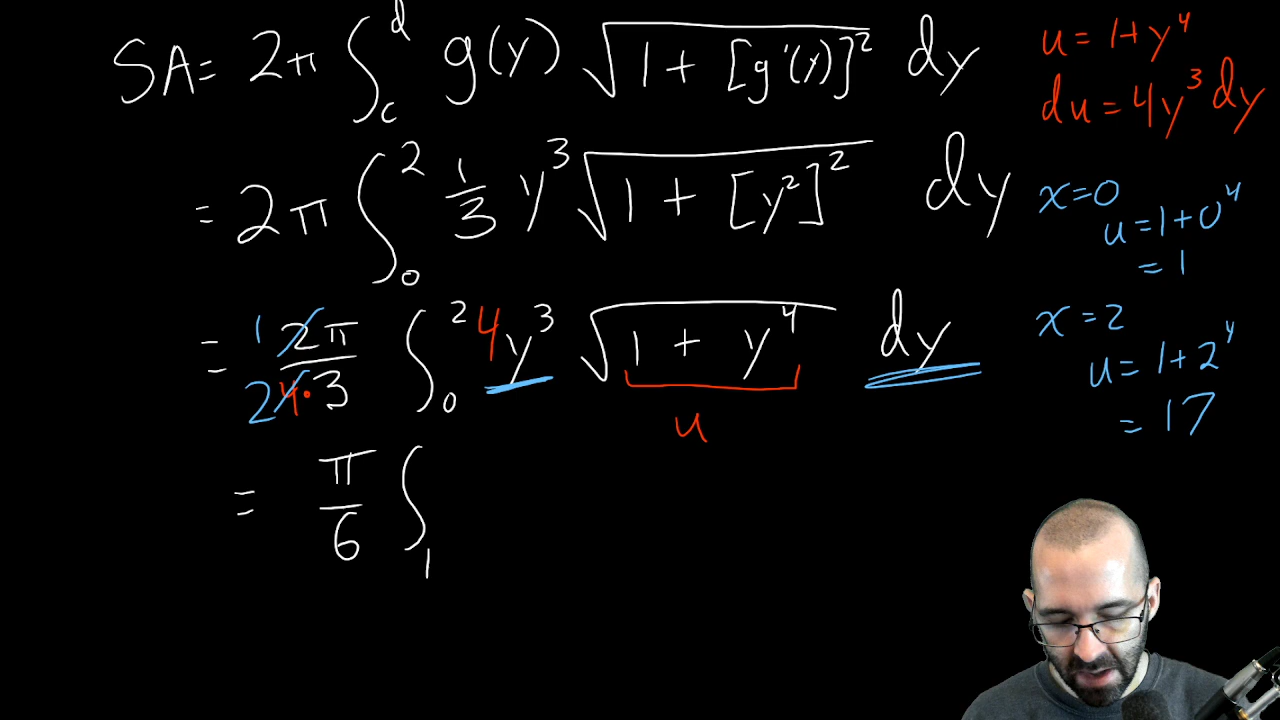 SA = 2π ∫_c^d g(y) √(1 + [g'(y)]²) dy
= 2π ∫_0^2 1/3 y³ √(1 + [y²]²) dy
= 1 2π / 2 4·3 ∫_0^2 4y³ √(1 + y⁴) dy
u
= π/6 ∫_1
u = 1+y⁴
du = 4y³ dy
x=0
u = 1+0⁴
= 1
x=2
u = 1+2⁴
= 17